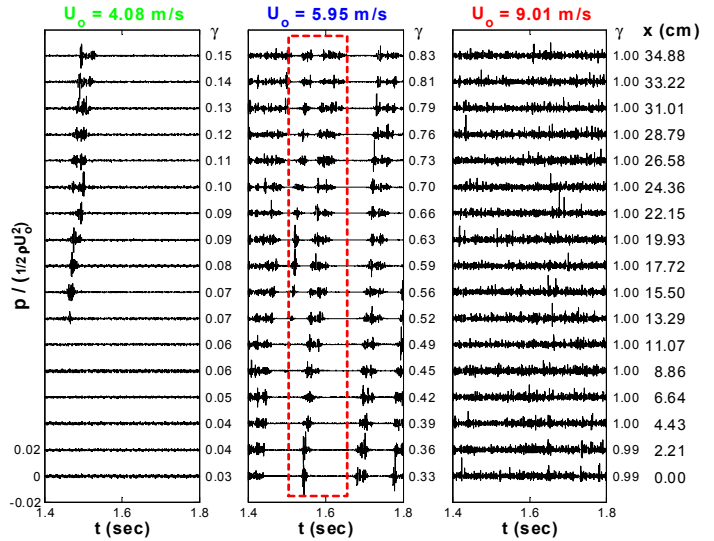 U_o = 4.08 m/s U_o = 5.95 m/s U_o = 9.01 m/s
γ γ γ x (cm)
0.15 0.83 1.00 34.88
0.14 0.81 1.00 33.22
0.13 0.79 1.00 31.01
0.12 0.76 1.00 28.79
0.11 0.73 1.00 26.58
0.10 0.70 1.00 24.36
0.09 0.66 1.00 22.15
0.09 0.63 1.00 19.93
0.08 0.59 1.00 17.72
0.07 0.56 1.00 15.50
0.07 0.52 1.00 13.29
0.06 0.49 1.00 11.07
0.06 0.45 1.00 8.86
0.05 0.42 1.00 6.64
0.04 0.39 1.00 4.43
0.02 0.04 0.36 0.99 2.21
0 0.03 0.33 0.99 0.00
-0.02
p / (1/2 ρU_o^2)
1.4 1.6 1.8 1.4 1.6 1.8 1.4 1.6 1.8
t (sec) t (sec) t (sec)